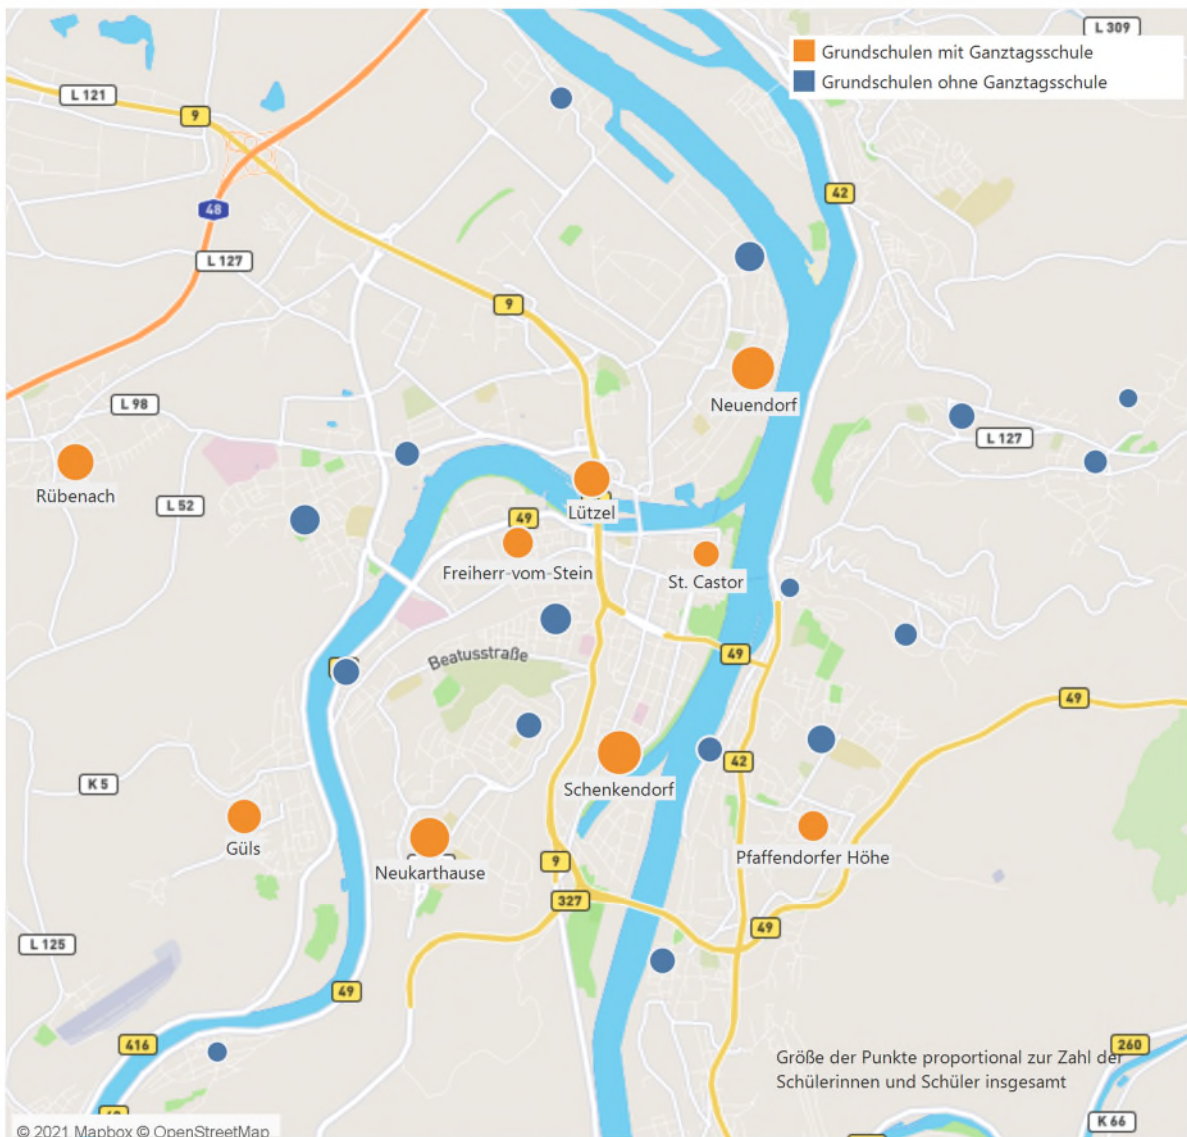 L 309
Grundschulen mit Ganztagsschule
Grundschulen ohne Ganztagsschule
L 121
9
42
48
L 127
9
L 98
Neuendorf
L 127
Rübenach
L 52
Lützel
49
Freiherr-vom-Stein
St. Castor
Beatusstraße
49
49
42
K 5
Schenkendorf
Güls
Neukarthause
9
Pfaffendorfer Höhe
327
49
L 125
49
416
260
Größe der Punkte proportional zur Zahl der
Schülerinnen und Schüler insgesamt
K 66
© 2021 Mapbox © OpenStreetMap